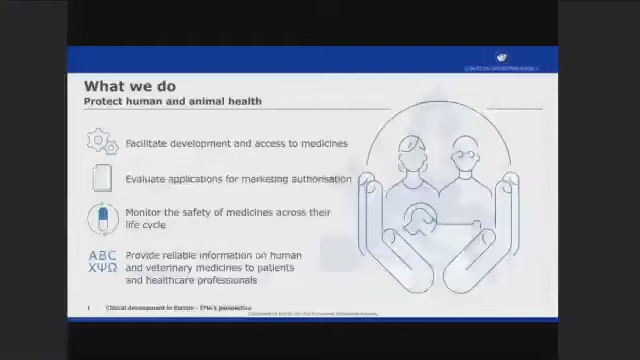 What we do
Protect human and animal health
Facilitate development and access to medicines
Evaluate applications for marketing authorisation
Monitor the safety of medicines across their
life cycle
ABC
ΧΨΩ
Provide reliable information on human
and veterinary medicines to patients
and healthcare professionals
1 Clinical development in Europe - EMA's perspective